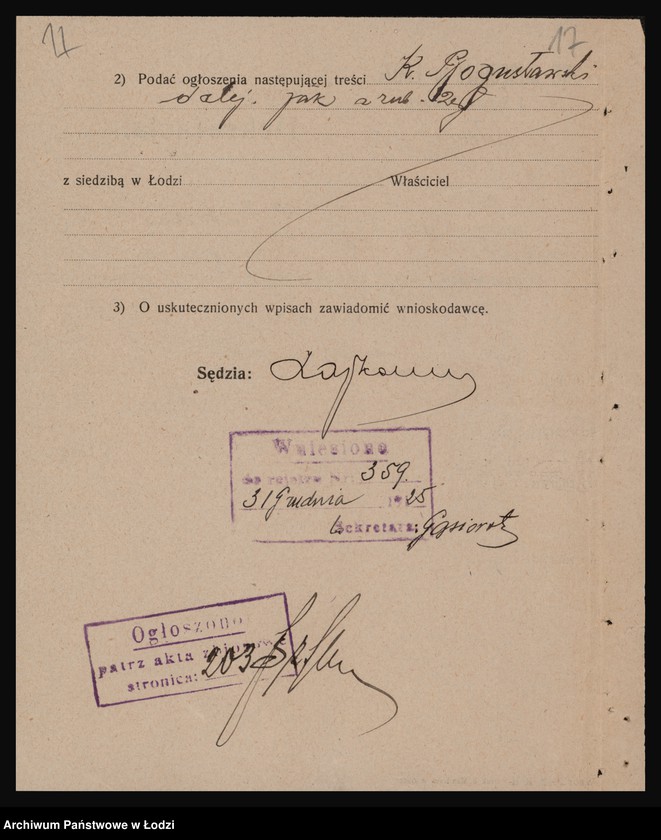 17 17
2) Podać ogłoszenia następującej treści K. Bogusławski
dalej. jak a rub.
z siedzibą w Łodzi Właściciel
3) O uskutecznionych wpisach zawiadomić wnioskodawcę.
Sędzia:
Wniesiono
359
31 Grudnia 1925
Sekretarz:
Ogłoszono
patrz akta
stronica: 203
Archiwum Państwowe w Łodzi